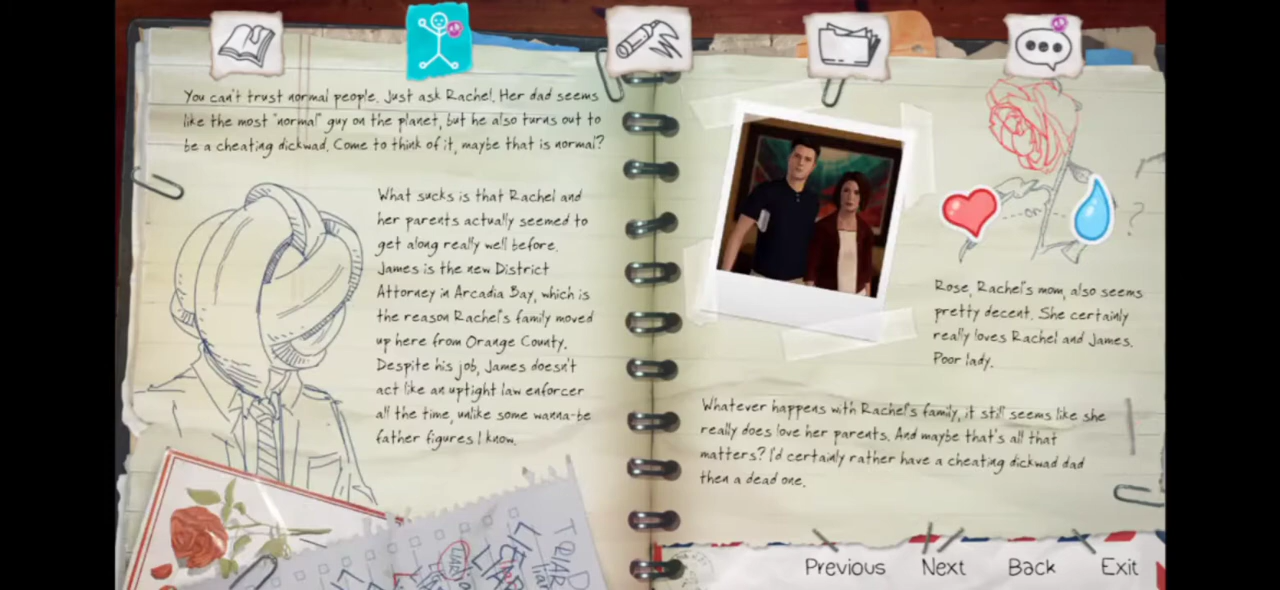 You can't trust normal people. Just ask Rachel. Her dad seems
like the most "normal" guy on the planet, but he also turns out to
be a cheating dickwad. Come to think of it, maybe that is normal?
What sucks is that Rachel and
her parents actually seemed to
get along really well before.
James is the new District
Attorney in Arcadia Bay, which is
the reason Rachel's family moved
up here from Orange County.
Despite his job, James doesn't
act like an uptight law enforcer
all the time, unlike some wanna-be
father figures I know.
LIAR
- or -
?
Rose, Rachel's mom, also seems
pretty decent. She certainly
really loves Rachel and James.
Poor lady.
Whatever happens with Rachel's family, it still seems like she
really does love her parents. And maybe that's all that
matters? I'd certainly rather have a cheating dickwad dad
then a dead one.
Previous Next Back Exit